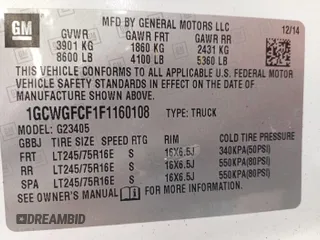 GM
MFD BY GENERAL MOTORS LLC 12/14
GVWR GAWR FRT GAWR RR
3901 KG 1860 KG 2431 KG
8600 LB 4100 LB 5360 LB
THIS VEHICLE CONFORMS TO ALL APPLICABLE U.S. FEDERAL MOTOR
VEHICLE SAFETY STANDARDS IN EFFECT ON THE DATE OF
MANUFACTURE SHOWN ABOVE.
1GCWGFCF1F1160108 TYPE: TRUCK
MODEL: G23405
GBBJ TIRE SIZE SPEED RTG RIM COLD TIRE PRESSURE
FRT LT245/75R16E S 16X6.5J 340KPA(50PSI)
RR LT245/75R16E S 16X6.5J 550KPA(80PSI)
SPA LT245/75R16E S 16X6.5J 550KPA(80PSI)
SEE OWNER'S MANUAL FOR MORE INFORMATION.
DREAMBID